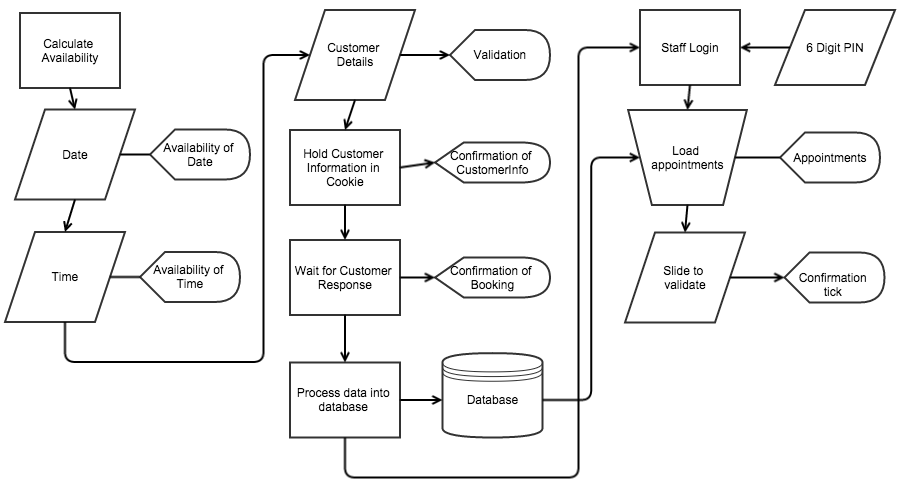 Calculate
Availability
Date
Availability of
Date
Time
Availability of
Time
Customer
Details
Validation
Hold Customer
Information in
Cookie
Confirmation of
CustomerInfo
Wait for Customer
Response
Confirmation of
Booking
Process data into
database
Database
Staff Login
6 Digit PIN
Load
appointments
Appointments
Slide to
validate
Confirmation
tick